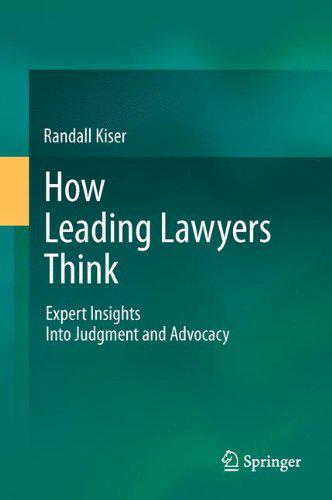 Randall Kiser
How
Leading Lawyers
Think
Expert Insights
Into Judgment and Advocacy
Springer